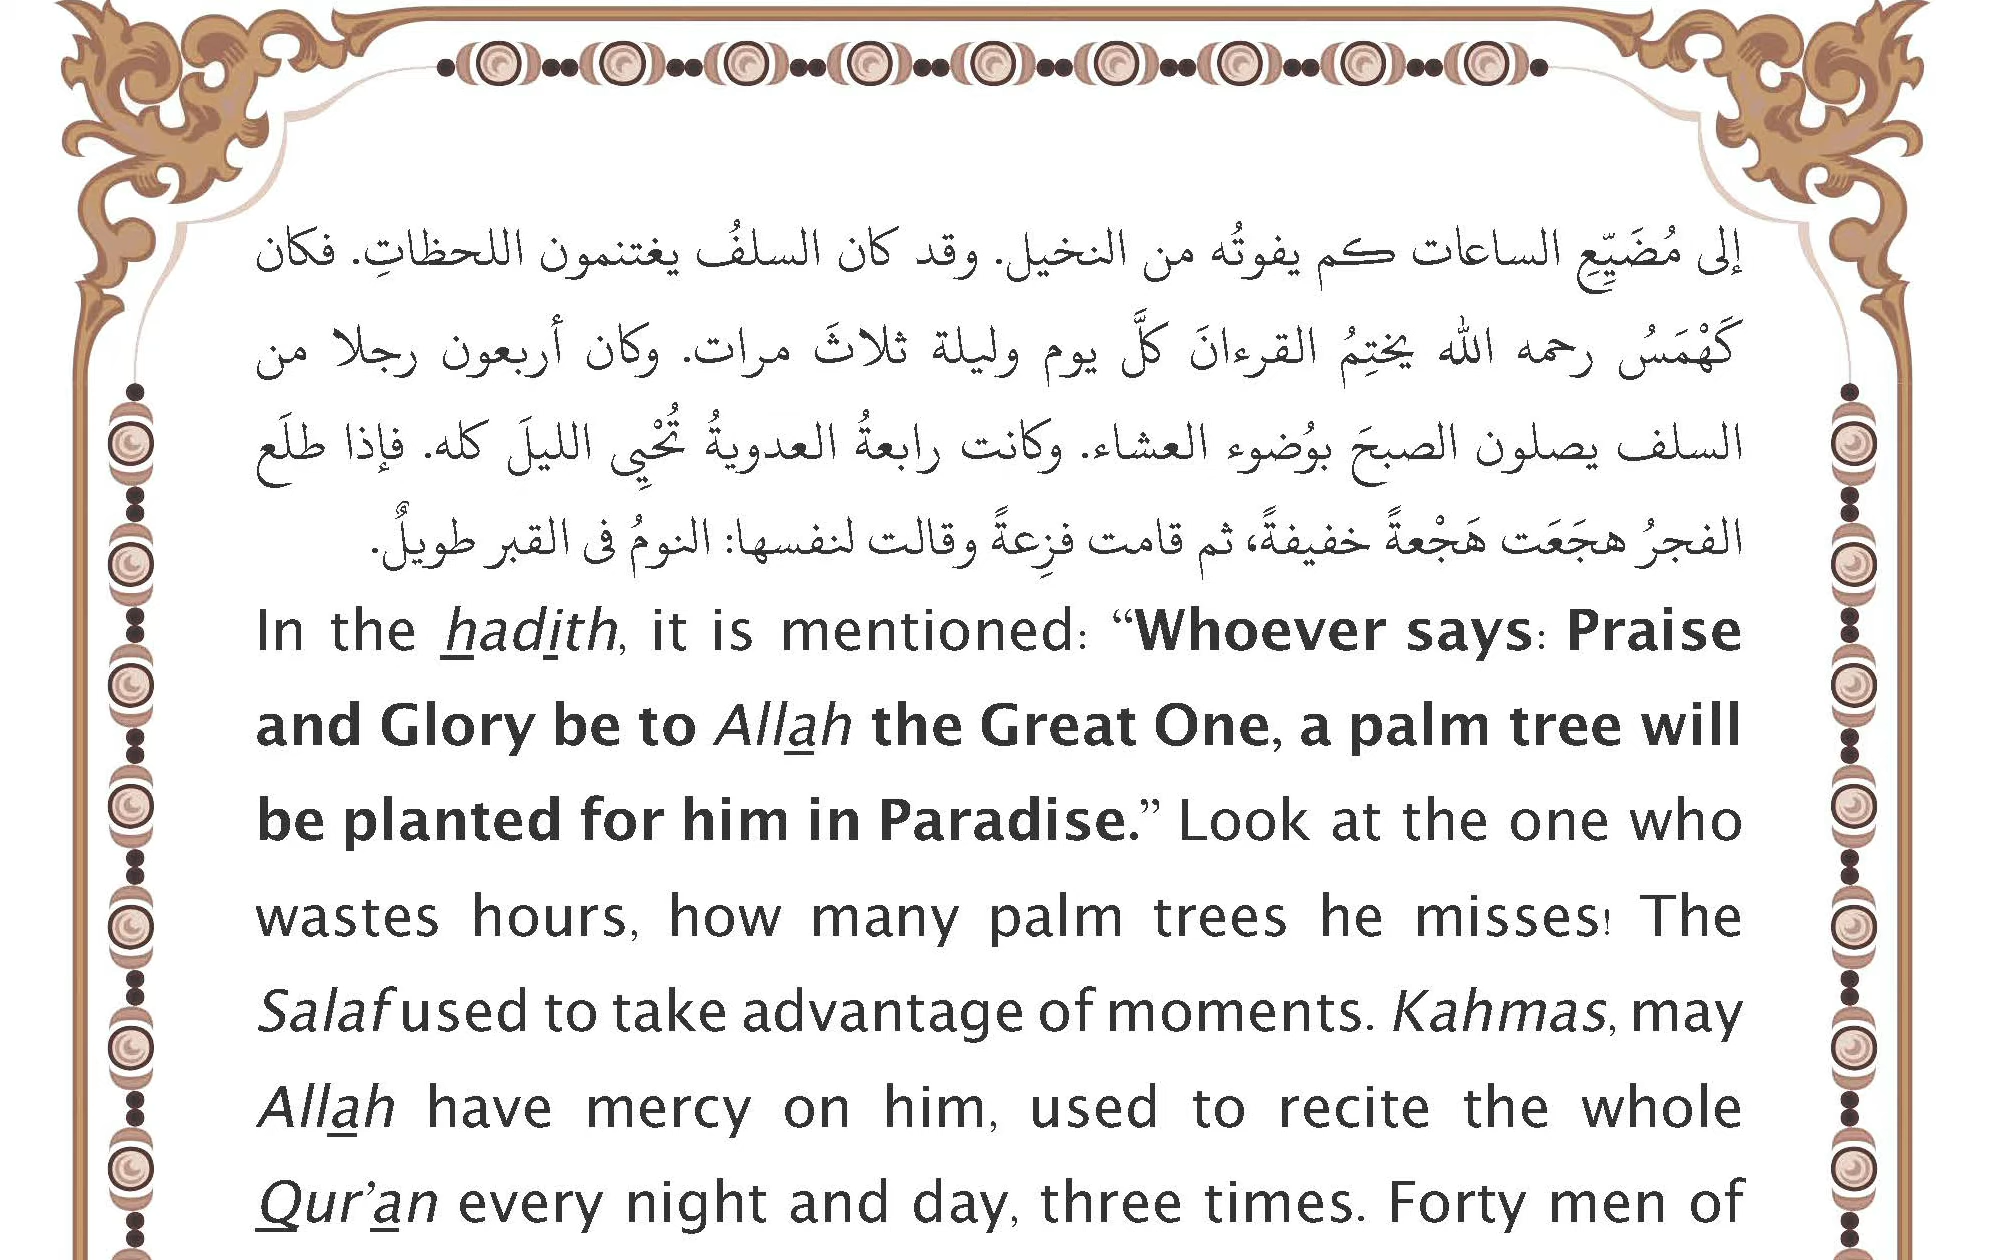 إلى مُضَيِّعِ الساعات كم يفوتُه من النخيل. وقد كان السلفُ يغتنمون اللحظاتِ. فكان
كَهْمَسُ رحمه الله يختِمُ القرءانَ كلَّ يوم وليلة ثلاثَ مرات. وكان أربعون رجلا من
السلف يصلون الصبحَ بوُضوء العشاء. وكانت رابعةُ العدويةُ تُحْيِي الليلَ كله. فإذا طلَع
الفجرُ هجَعَت هَجْعةً خفيفةً، ثم قامت فزِعةً وقالت لنفسها: النومُ فى القبر طويلٌ.
In the hadith, it is mentioned: “Whoever says: Praise
and Glory be to Allah the Great One, a palm tree will
be planted for him in Paradise.” Look at the one who
wastes hours, how many palm trees he misses! The
Salaf used to take advantage of moments. Kahmas, may
Allah have mercy on him, used to recite the whole
Qur’an every night and day, three times. Forty men of